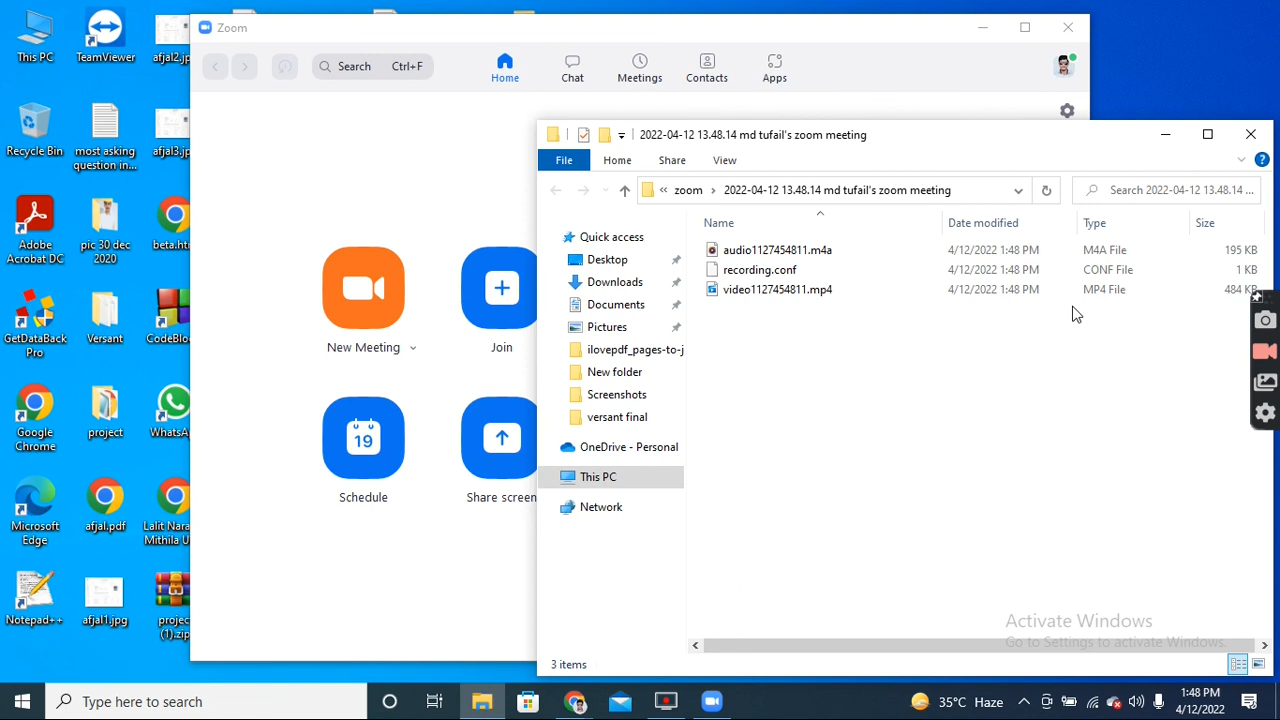 This PC
TeamViewer
afjal2.jp
Recycle Bin
most asking
question in...
afjal3.jp
Adobe
Acrobat DC
pic 30 dec
2020
beta.htm
GetDataBack
Pro
Versant
CodeBlo
Google
Chrome
project
WhatsAp
Microsoft
Edge
afjal.pdf
Lalit Nara
Mithila U
Notepad++
afjal1.jpg
project
(1).zip
Zoom
Search Ctrl+F
Home
Chat
Meetings
Contacts
Apps
New Meeting
Join
19
Schedule
Share screen
2022-04-12 13.48.14 md tufail's zoom meeting
File
Home
Share
View
« zoom › 2022-04-12 13.48.14 md tufail's zoom meeting
Search 2022-04-12 13.48.14 ...
Name Date modified Type Size
audio1127454811.m4a 4/12/2022 1:48 PM M4A File 195 KB
recording.conf 4/12/2022 1:48 PM CONF File 1 KB
video1127454811.mp4 4/12/2022 1:48 PM MP4 File 484 KB
Quick access
Desktop
Downloads
Documents
Pictures
ilovepdf_pages-to-j
New folder
Screenshots
versant final
OneDrive - Personal
This PC
Network
Activate Windows
Go to Settings to activate Windows.
3 items
Type here to search
35°C Haze
1:48 PM
4/12/2022